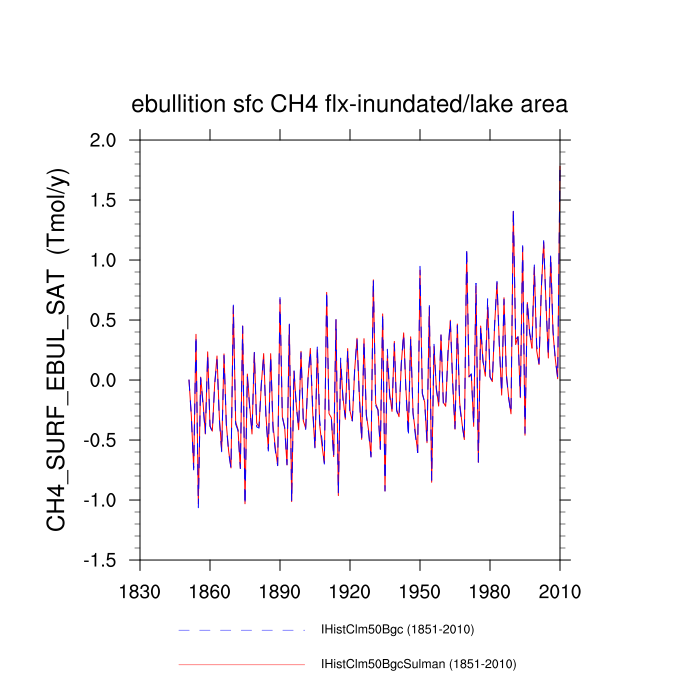 ebullition sfc CH4 flx-inundated/lake area
CH4_SURF_EBUL_SAT (Tmol/y)
2.0
1.5
1.0
0.5
0.0
-0.5
-1.0
-1.5
1830 1860 1890 1920 1950 1980 2010
IHistClm50Bgc (1851-2010)
IHistClm50BgcSulman (1851-2010)